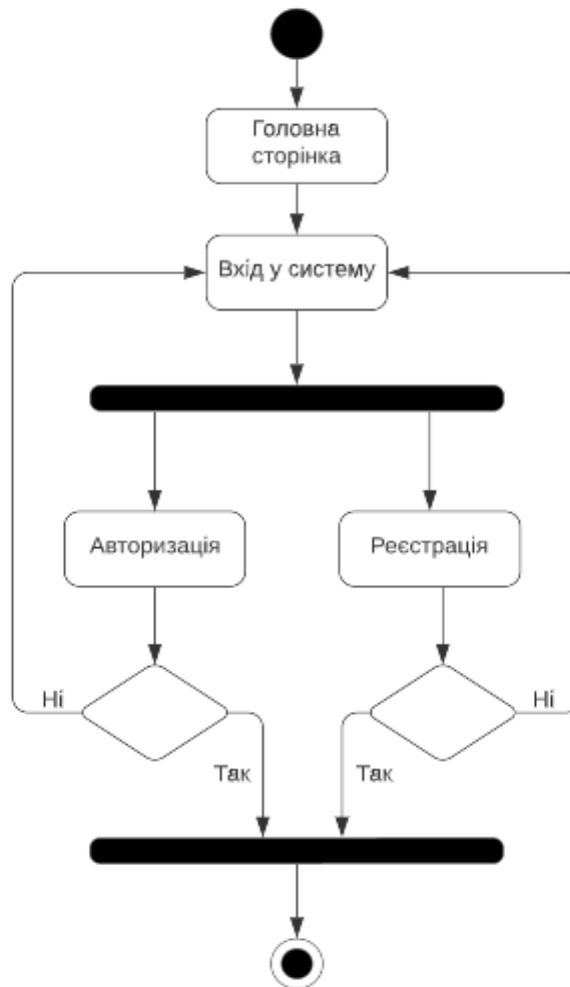 Головна
сторінка
Вхід у систему
Авторизація
Реєстрація
Ні
Ні
Так
Так